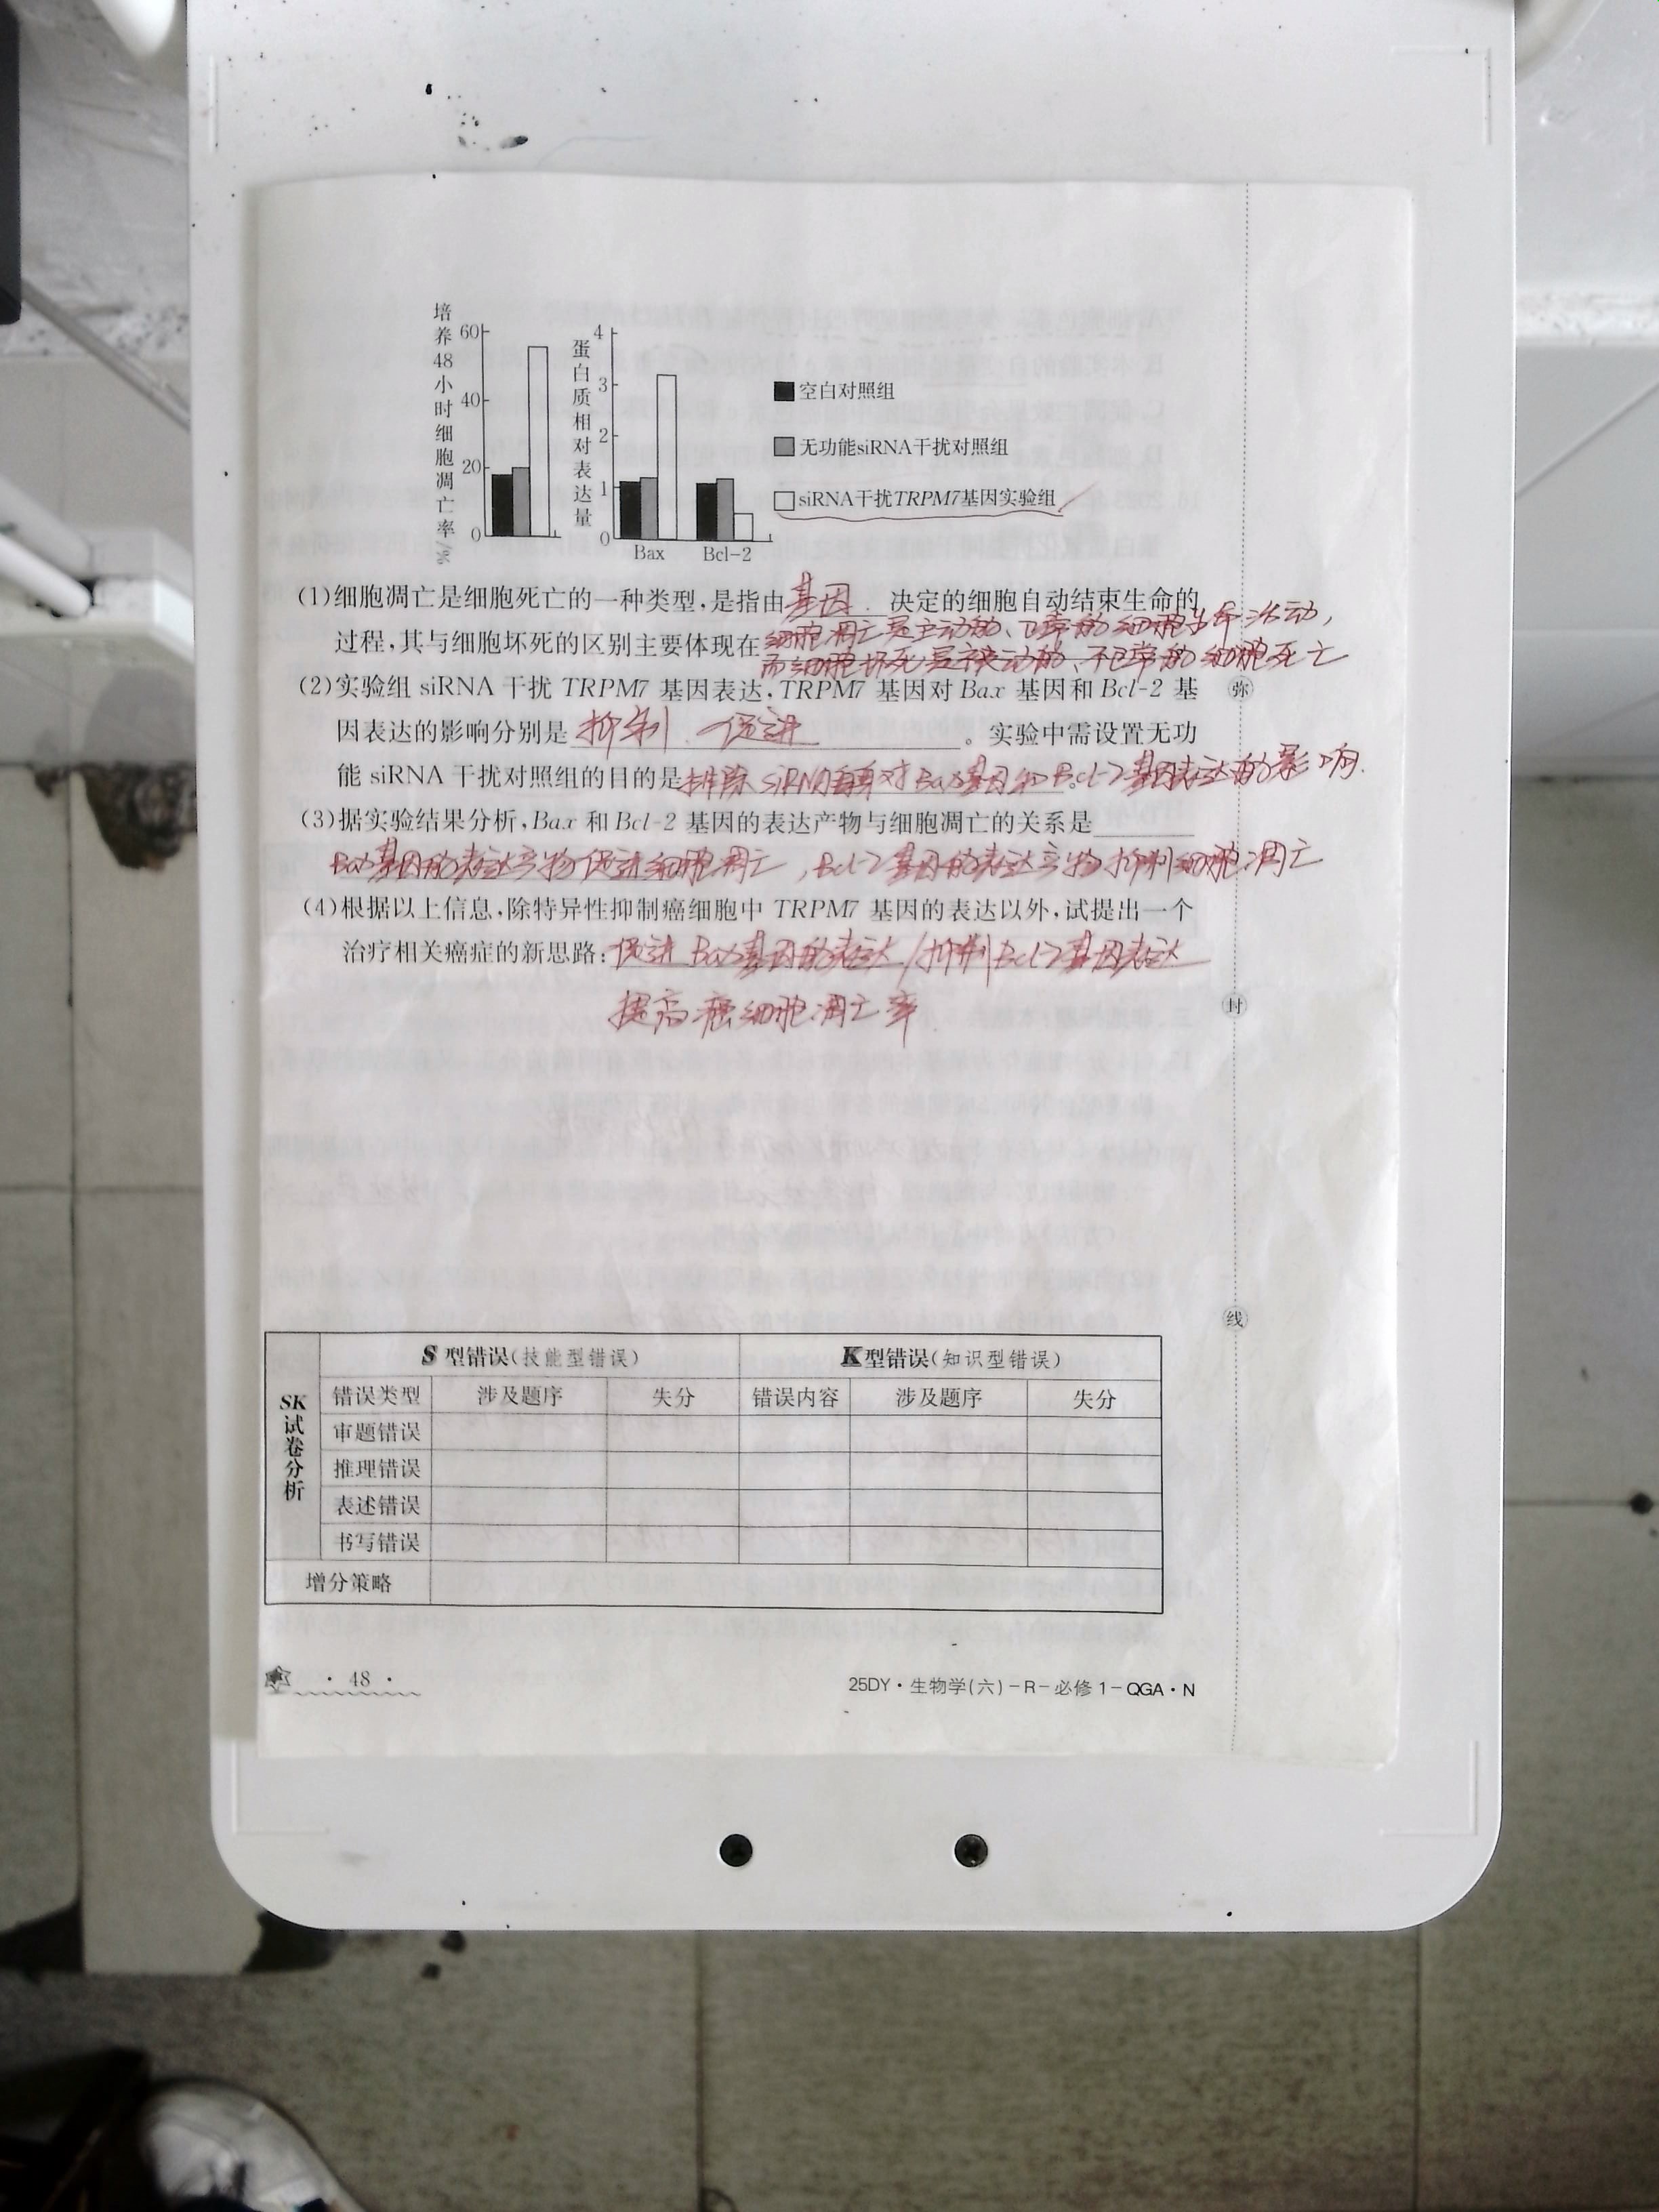 培养48小时细胞凋亡率/%
60
40
20
0
蛋白质相对表达量
4
3
2
1
0
Bax
Bcl-2
空白对照组
无功能siRNA干扰对照组
siRNA干扰TRPM7基因实验组
(1)细胞凋亡是细胞死亡的一种类型,是指由基因决定的细胞自动结束生命的
过程,其与细胞坏死的区别主要体现在细胞凋亡是主动的、正常的细胞生命活动,
而细胞坏死是被动的、不正常的细胞死亡
(2)实验组 siRNA 干扰 TRPM7 基因表达,TRPM7 基因对 Bax 基因和 Bcl-2 基
因表达的影响分别是 抑制、促进 。实验中需设置无功
能 siRNA 干扰对照组的目的是排除siRNA本身对Bax基因和Bcl-2基因表达的影响.
(3)据实验结果分析,Bax 和 Bcl-2 基因的表达产物与细胞凋亡的关系是
Bax基因的表达产物促进细胞凋亡,Bcl-2基因的表达产物抑制细胞凋亡
(4)根据以上信息,除特异性抑制癌细胞中 TRPM7 基因的表达以外,试提出一个
治疗相关癌症的新思路:促进Bax基因的表达/抑制Bcl-2基因表达
提高癌细胞凋亡率
弥
封
线
SK试卷分析
S 型错误(技能型错误) K型错误(知识型错误)
错误类型 涉及题序 失分 错误内容 涉及题序 失分
审题错误
推理错误
表述错误
书写错误
增分策略
· 48 ·
25DY·生物学(六)-R-必修1-QGA·N